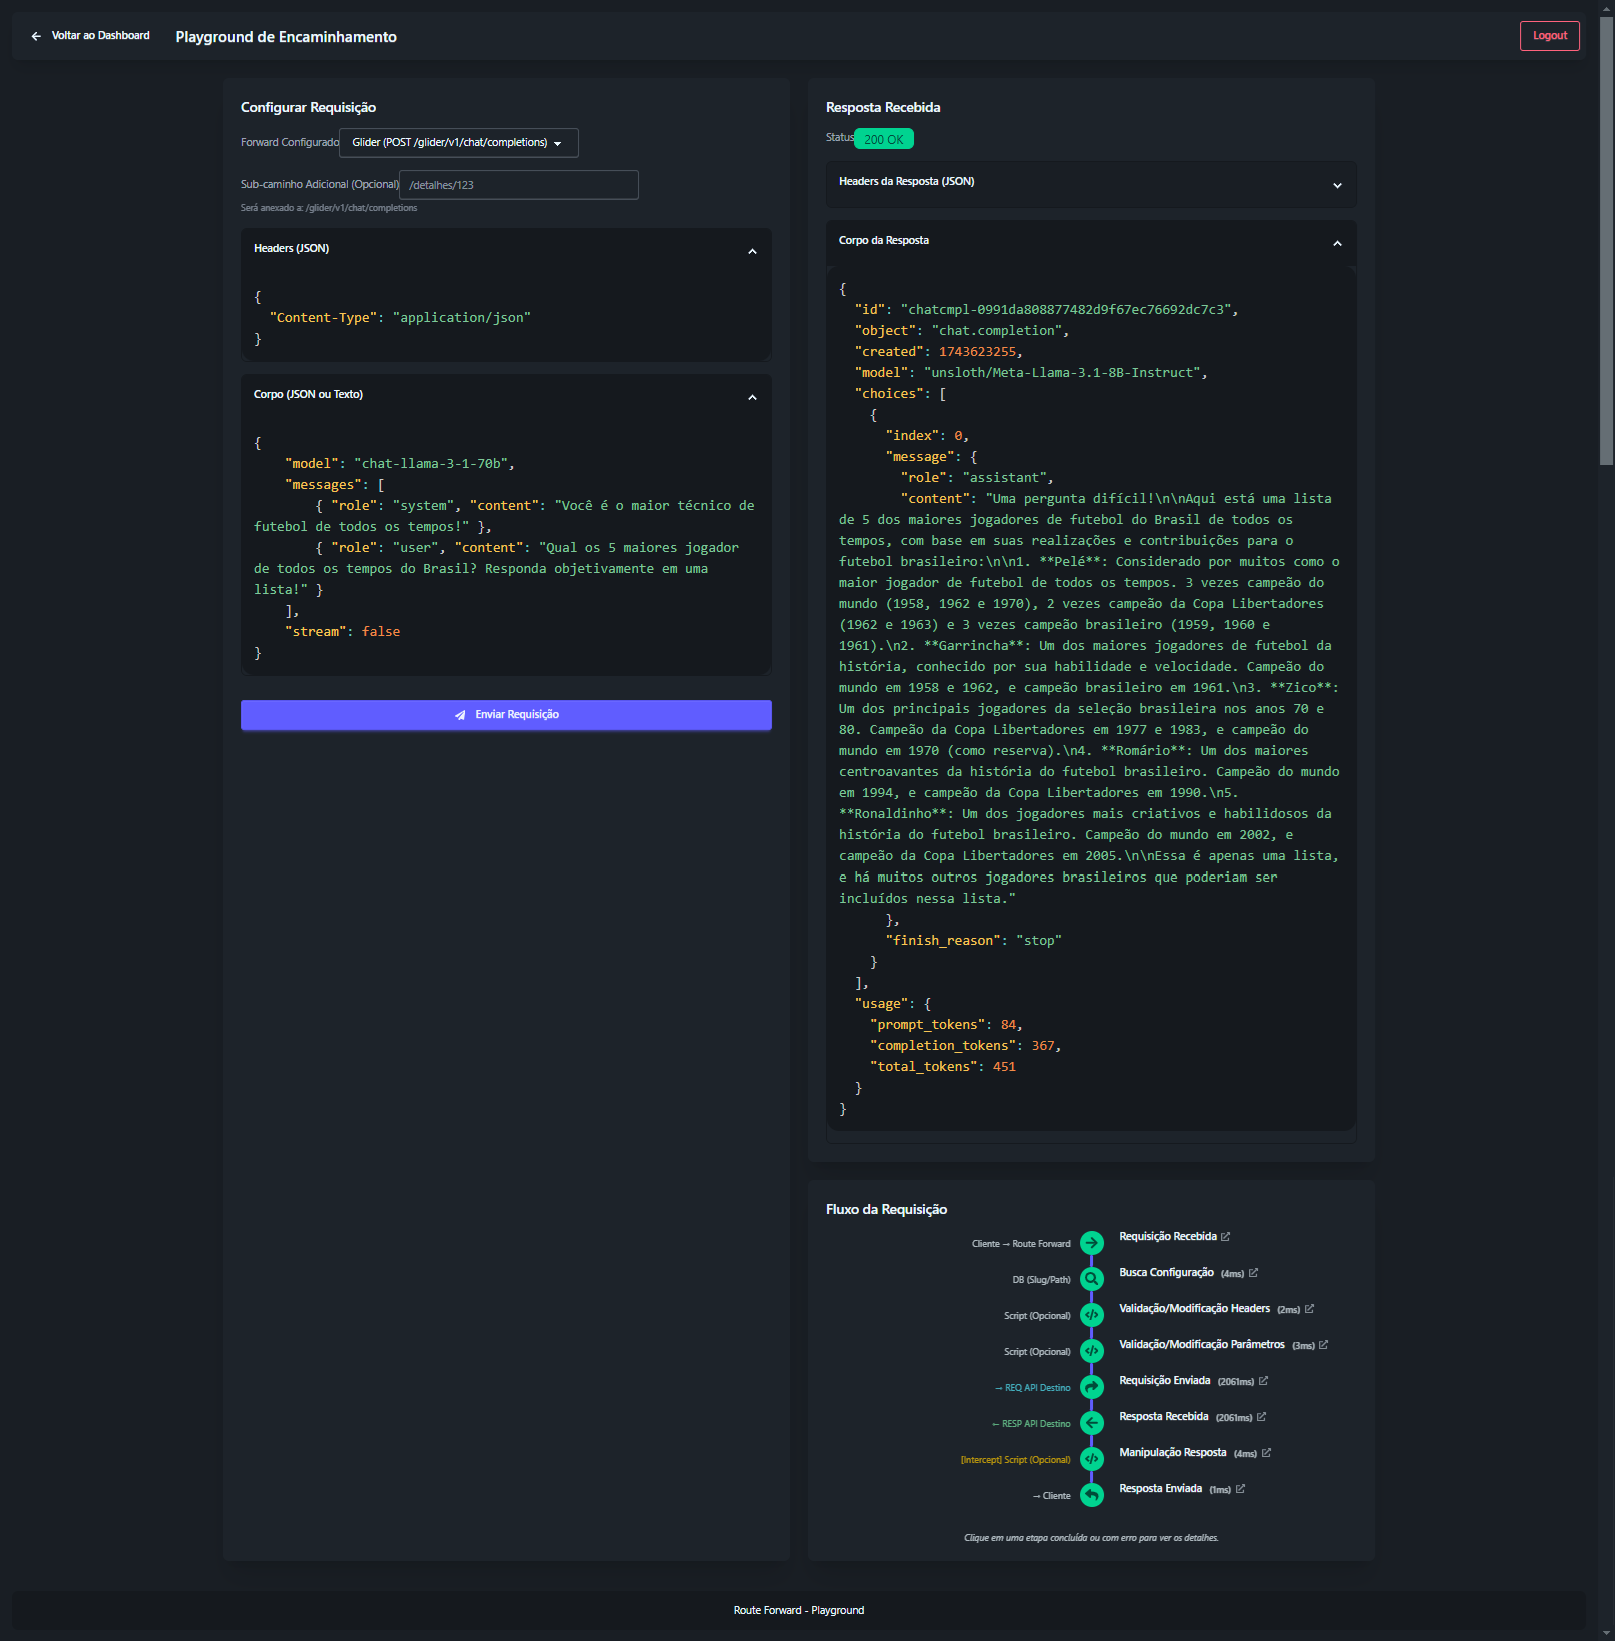 Voltar ao Dashboard
Playground de Encaminhamento
Logout
Configurar Requisição
Forward Configurado
Glider (POST /glider/v1/chat/completions)
Sub-caminho Adicional (Opcional)
/detalhes/123
Será anexado a: /glider/v1/chat/completions
Headers (JSON)
{
"Content-Type": "application/json"
}
Corpo (JSON ou Texto)
{
"model": "chat-llama-3-1-70b",
"messages": [
{ "role": "system", "content": "Você é o maior técnico de
futebol de todos os tempos!" },
{ "role": "user", "content": "Qual os 5 maiores jogador
de todos os tempos do Brasil? Responda objetivamente em uma
lista!" }
],
"stream": false
}
Enviar Requisição
Resposta Recebida
Status
200 OK
Headers da Resposta (JSON)
Corpo da Resposta
{
"id": "chatcmpl-0991da808877482d9f67ec76692dc7c3",
"object": "chat.completion",
"created": 1743623255,
"model": "unsloth/Meta-Llama-3.1-8B-Instruct",
"choices": [
{
"index": 0,
"message": {
"role": "assistant",
"content": "Uma pergunta difícil!\n\nAqui está uma lista
de 5 dos maiores jogadores de futebol do Brasil de todos os
tempos, com base em suas realizações e contribuições para o
futebol brasileiro:\n\n1. **Pelé**: Considerado por muitos como o
maior jogador de futebol de todos os tempos. 3 vezes campeão do
mundo (1958, 1962 e 1970), 2 vezes campeão da Copa Libertadores
(1962 e 1963) e 3 vezes campeão brasileiro (1959, 1960 e
1961).\n2. **Garrincha**: Um dos maiores jogadores de futebol da
história, conhecido por sua habilidade e velocidade. Campeão do
mundo em 1958 e 1962, e campeão brasileiro em 1961.\n3. **Zico**:
Um dos principais jogadores da seleção brasileira nos anos 70 e
80. Campeão da Copa Libertadores em 1977 e 1983, e campeão do
mundo em 1970 (como reserva).\n4. **Romário**: Um dos maiores
centroavantes da história do futebol brasileiro. Campeão do mundo
em 1994, e campeão da Copa Libertadores em 1990.\n5.
**Ronaldinho**: Um dos jogadores mais criativos e habilidosos da
história do futebol brasileiro. Campeão do mundo em 2002, e
campeão da Copa Libertadores em 2005.\n\nEssa é apenas uma lista,
e há muitos outros jogadores brasileiros que poderiam ser
incluídos nessa lista."
},
"finish_reason": "stop"
}
],
"usage": {
"prompt_tokens": 84,
"completion_tokens": 367,
"total_tokens": 451
}
}
Fluxo da Requisição
Cliente → Route Forward
Requisição Recebida
DB (Slug/Path)
Busca Configuração (4ms)
Script (Opcional)
Validação/Modificação Headers (2ms)
Script (Opcional)
Validação/Modificação Parâmetros (3ms)
→ REQ API Destino
Requisição Enviada (2061ms)
← RESP API Destino
Resposta Recebida (2061ms)
[Intercept] Script (Opcional)
Manipulação Resposta (4ms)
→ Cliente
Resposta Enviada (1ms)
Clique em uma etapa concluída ou com erro para ver os detalhes.
Route Forward - Playground